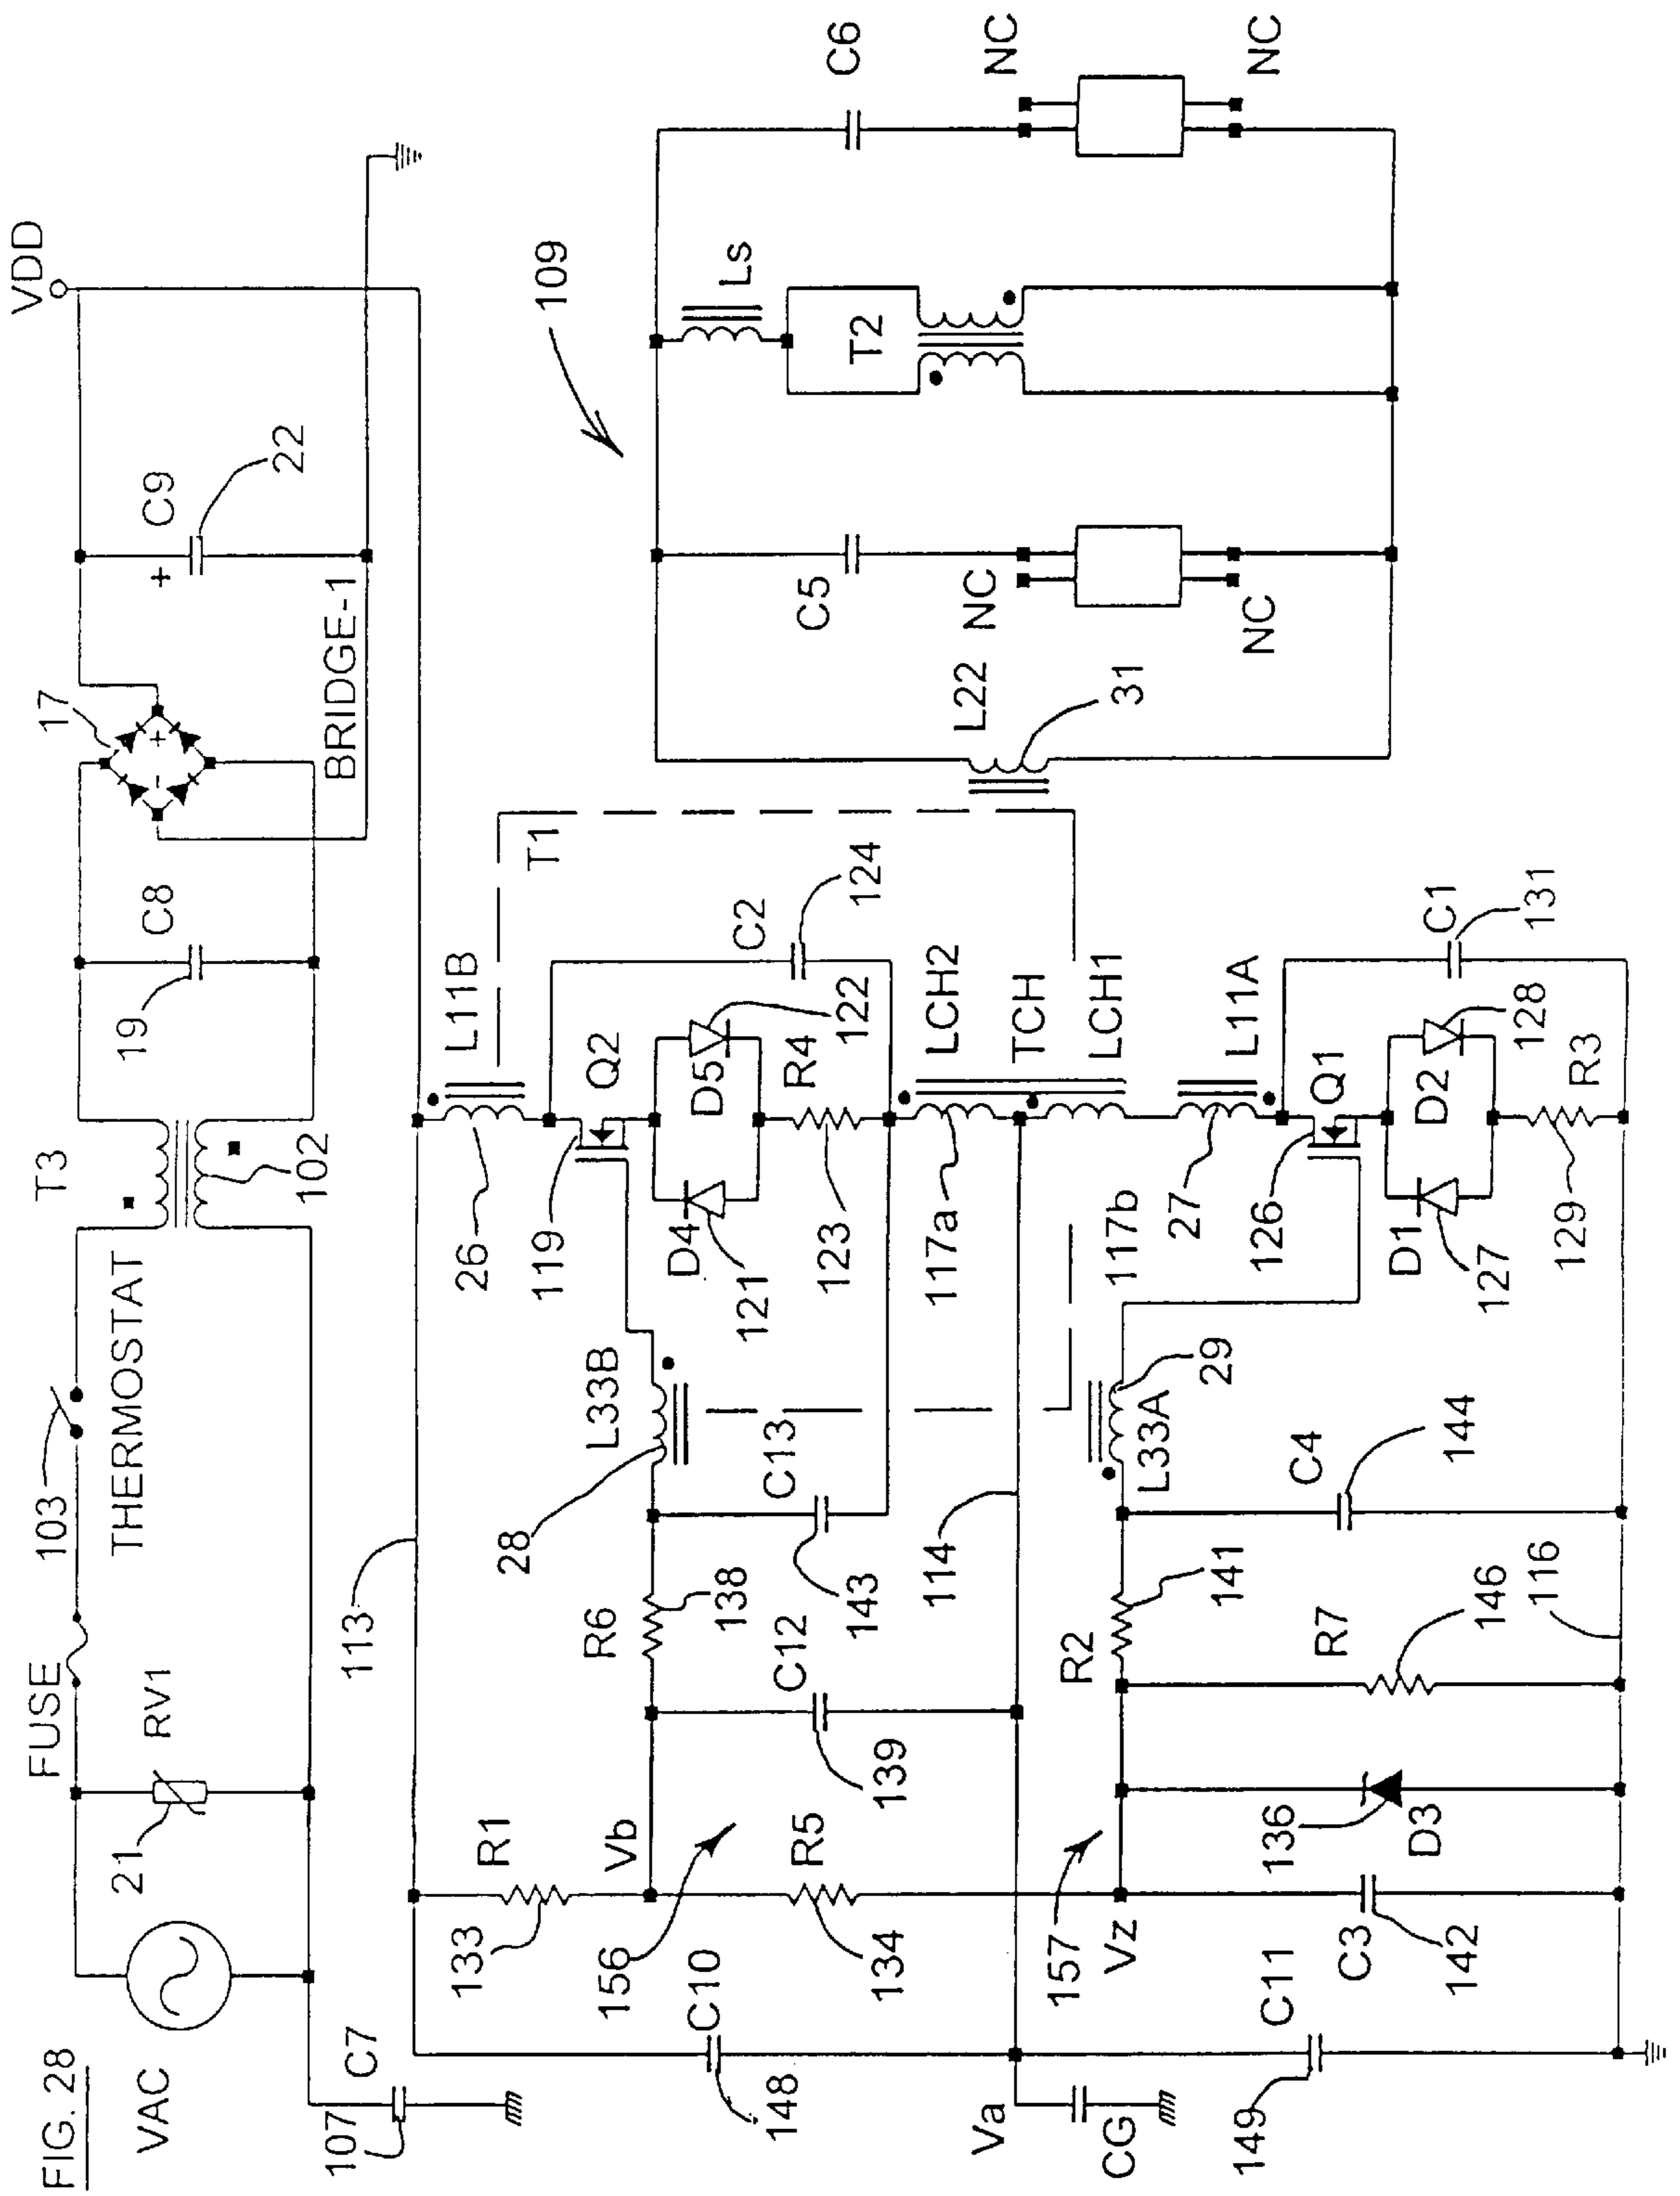 FIG. 28
VAC
FUSE
103
THERMOSTAT
T3
102
RV1
21
C7
107
19
C8
17
BRIDGE-1
+
-
C9
+
22
VDD
113
R1
133
Vb
156
R5
134
C10
148
Va
CG
C11
149
157
Vz
C3
142
D3
136
R7
146
116
R2
141
C4
144
L33A
29
114
R6
138
C12
139
C13
143
L33B
28
L11B
26
T1
Q2
119
D4
121
D5
122
R4
123
C2
124
LCH2
TCH
LCH1
117a
117b
L11A
27
Q1
126
D1
127
D2
128
R3
129
C1
131
L22
31
C5
NC
NC
109
Ls
T2
C6
NC
NC